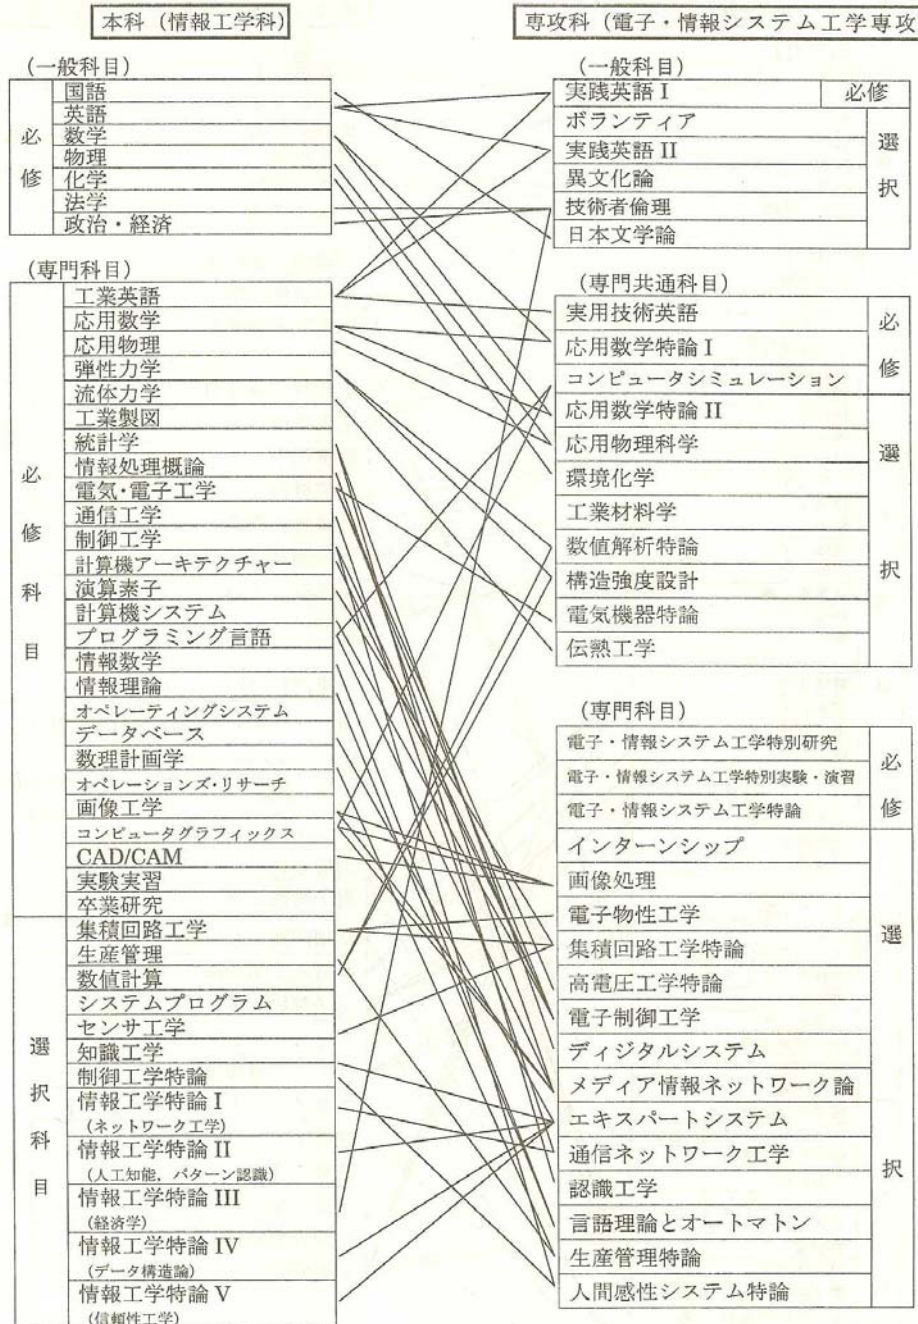 本科（情報工学科）
（一般科目）
必修
国語
英語
数学
物理
化学
法学
政治・経済
（専門科目）
必修科目
工業英語
応用数学
応用物理
弾性力学
流体力学
工業製図
統計学
情報処理概論
電気・電子工学
通信工学
制御工学
計算機アーキテクチャー
演算素子
計算機システム
プログラミング言語
情報数学
情報理論
オペレーティングシステム
データベース
数理計画学
オペレーションズ・リサーチ
画像工学
コンピュータグラフィックス
CAD/CAM
実験実習
卒業研究
選択科目
集積回路工学
生産管理
数値計算
システムプログラム
センサ工学
知識工学
制御工学特論
情報工学特論 I
（ネットワーク工学）
情報工学特論 II
（人工知能，パターン認識）
情報工学特論 III
（経済学）
情報工学特論 IV
（データ構造論）
情報工学特論 V
（信頼性工学）
専攻科（電子・情報システム工学専攻
（一般科目）
実践英語 I
必修
ボランティア
実践英語 II
異文化論
技術者倫理
日本文学論
選択
（専門共通科目）
実用技術英語
応用数学特論 I
コンピュータシミュレーション
必修
応用数学特論 II
応用物理科学
環境化学
工業材料学
数値解析特論
構造強度設計
電気機器特論
伝熱工学
選択
（専門科目）
電子・情報システム工学特別研究
電子・情報システム工学特別実験・演習
電子・情報システム工学特論
必修
インターンシップ
画像処理
電子物性工学
集積回路工学特論
高電圧工学特論
電子制御工学
ディジタルシステム
メディア情報ネットワーク論
エキスパートシステム
通信ネットワーク工学
認識工学
言語理論とオートマトン
生産管理特論
人間感性システム特論
選択